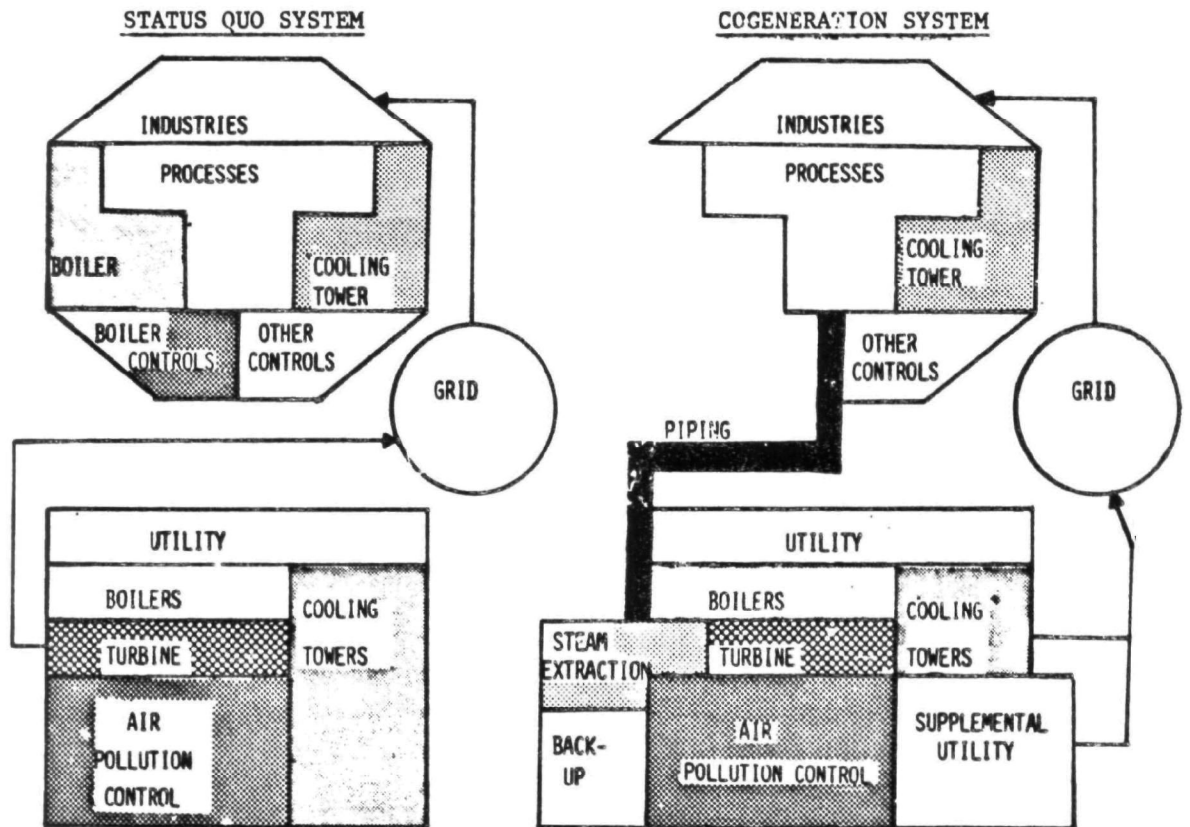 STATUS QUO SYSTEM
INDUSTRIES
PROCESSES
BOILER
COOLING
TOWER
BOILER
CONTROLS
OTHER
CONTROLS
GRID
UTILITY
BOILERS
COOLING
TOWERS
TURBINE
AIR
POLLUTION
CONTROL
COGENERATION SYSTEM
INDUSTRIES
PROCESSES
COOLING
TOWER
OTHER
CONTROLS
GRID
PIPING
UTILITY
BOILERS
COOLING
TOWERS
STEAM
EXTRACTION
TURBINE
BACK-
UP
AIR
POLLUTION CONTROL
SUPPLEMENTAL
UTILITY